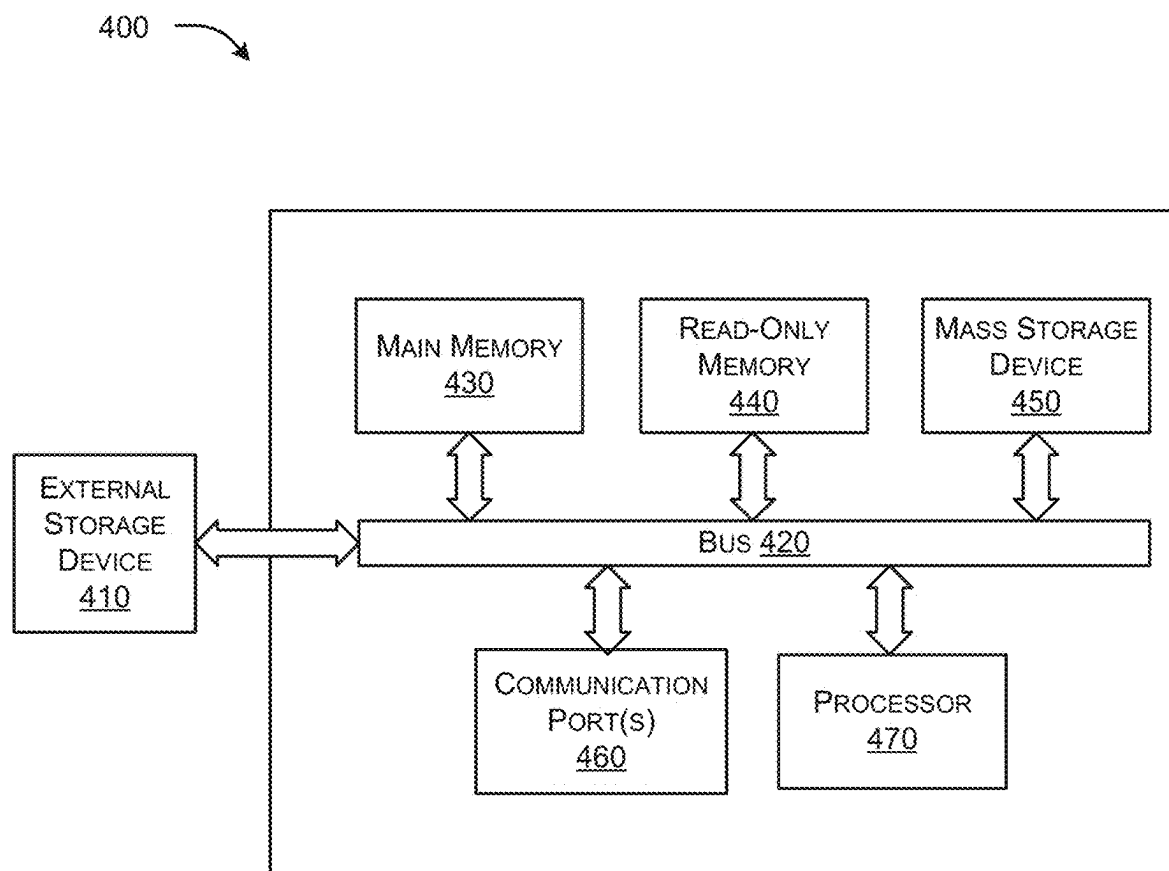 400
MAIN MEMORY
430
READ-ONLY
MEMORY
440
MASS STORAGE
DEVICE
450
EXTERNAL
STORAGE
DEVICE
410
BUS 420
COMMUNICATION
PORT(S)
460
PROCESSOR
470